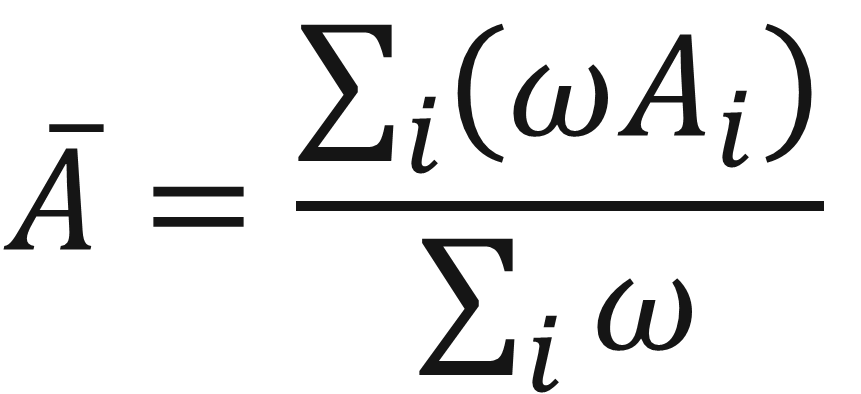 Ā = ∑ᵢ(ωAᵢ) / ∑ᵢ ω